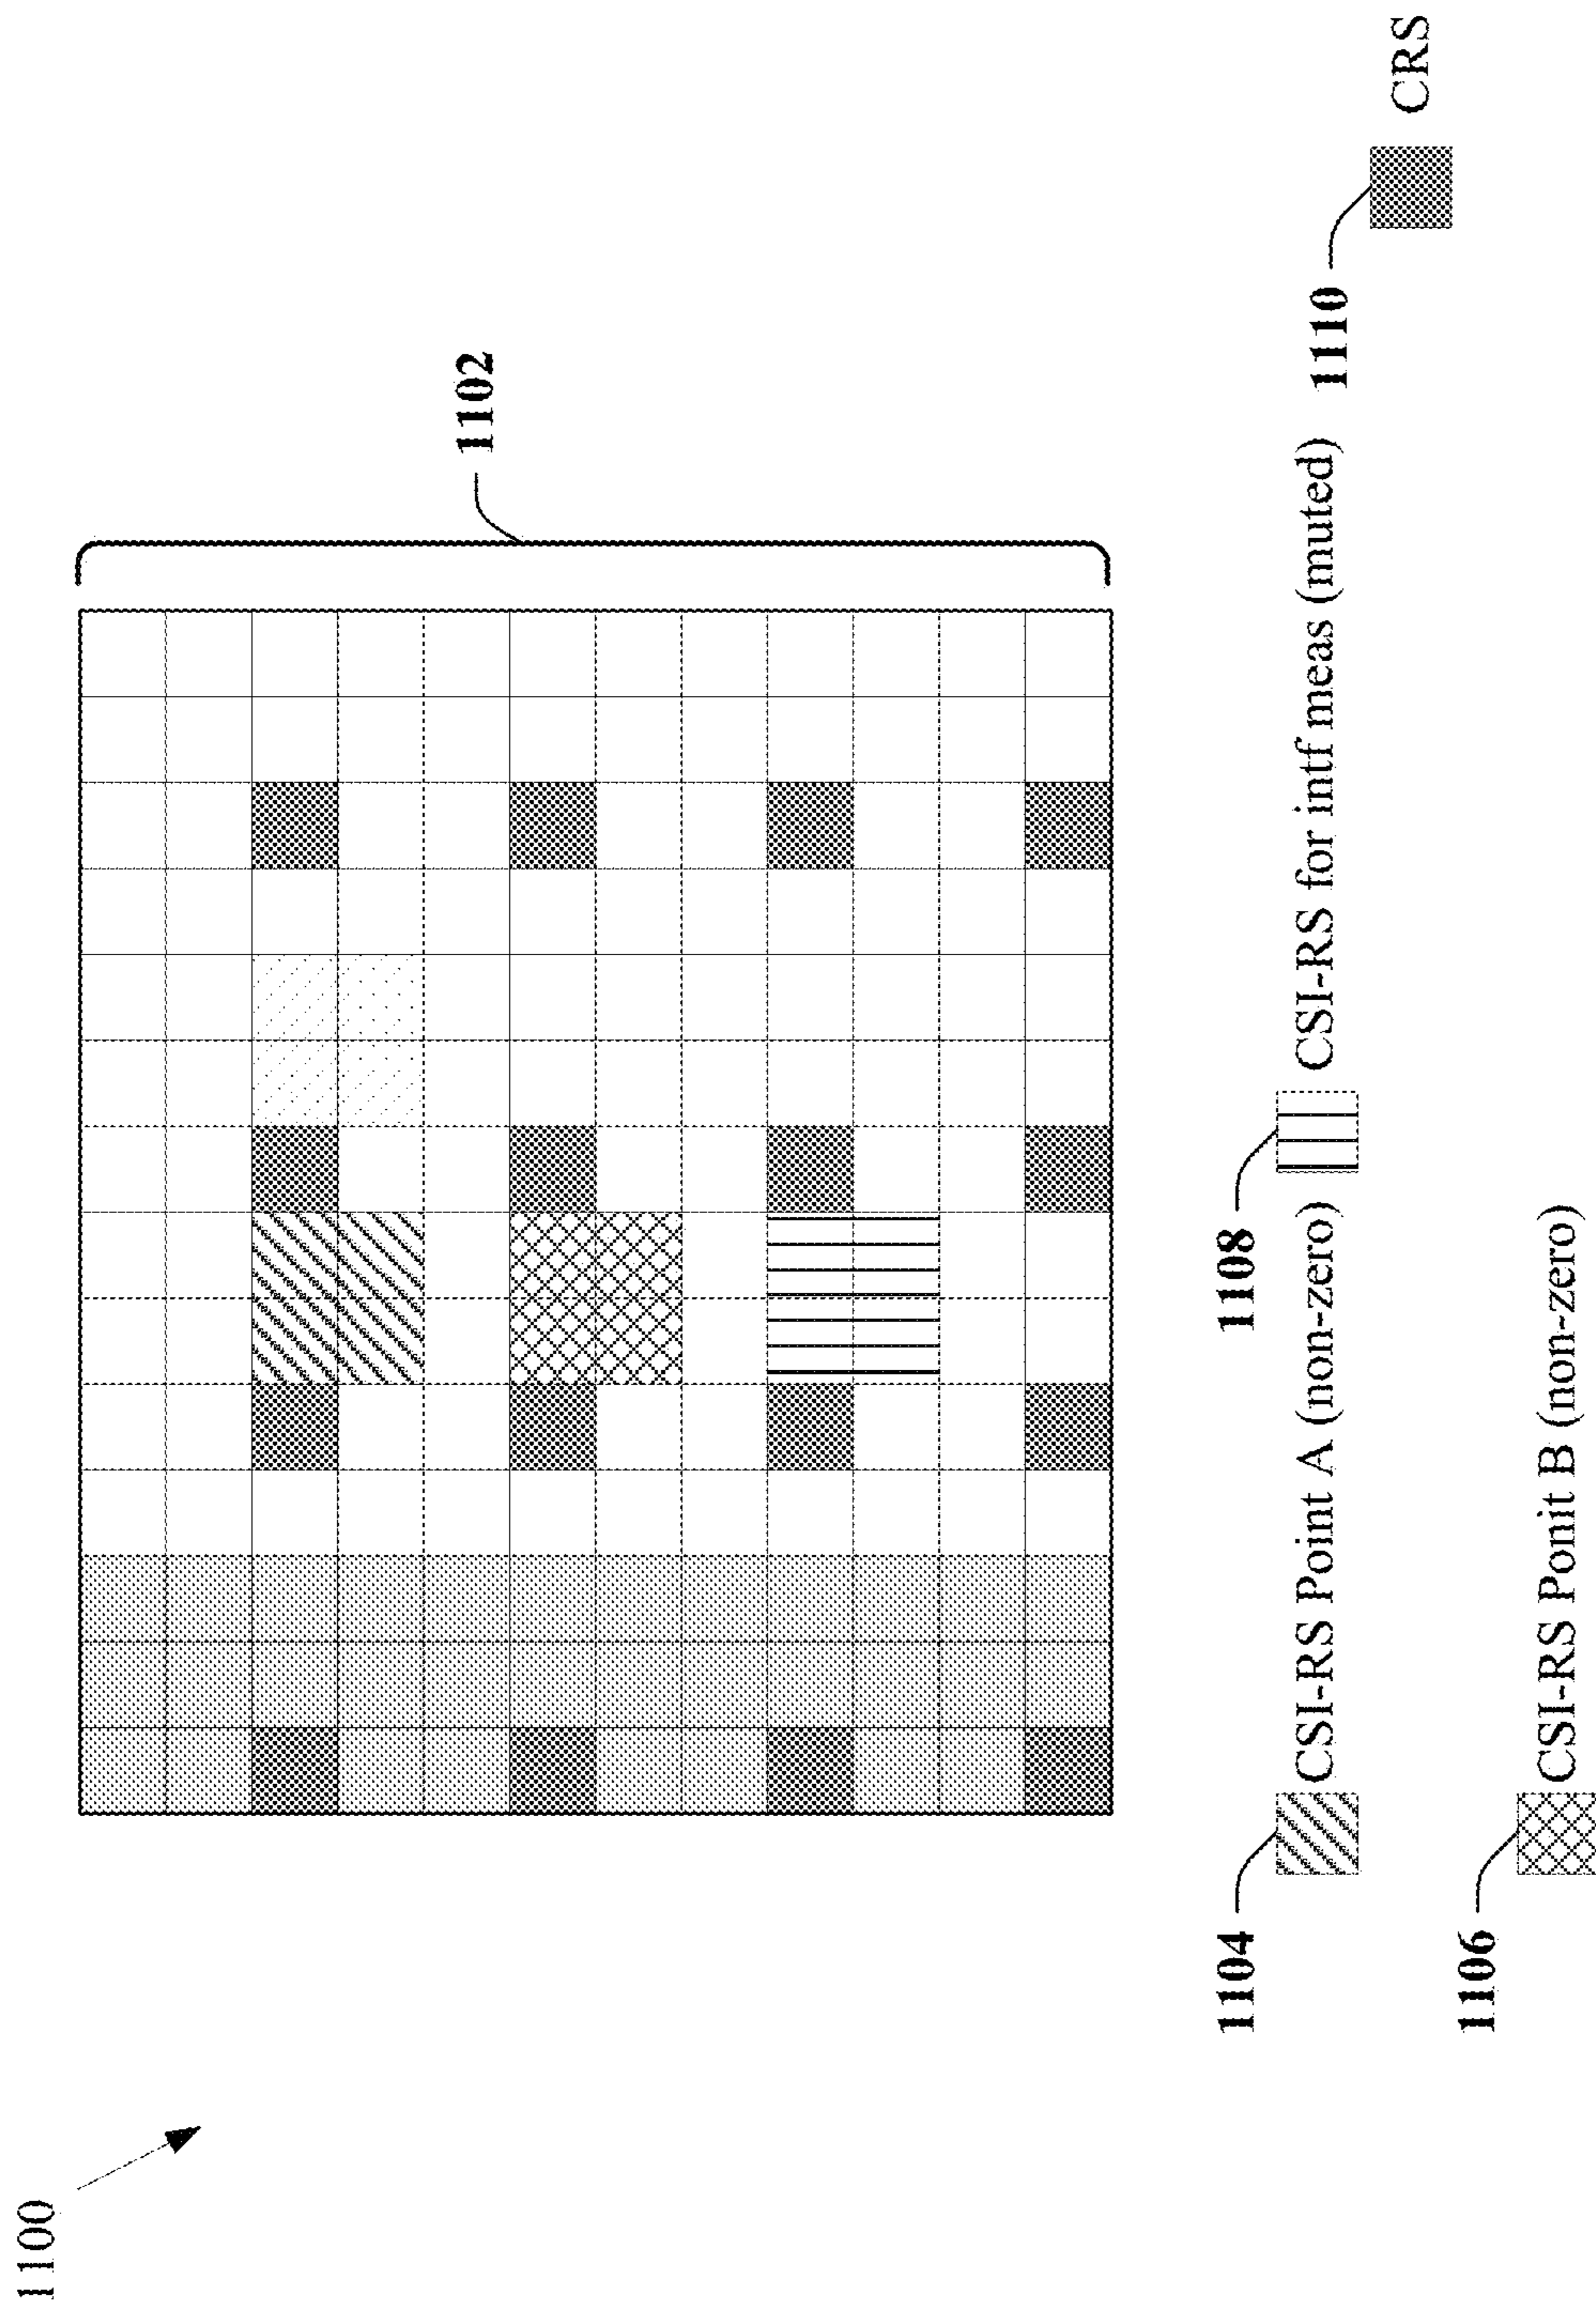 1100
1102
1104
CSI-RS Point A (non-zero)
1108
CSI-RS for intf meas (muted)
1110
CRS
1106
CSI-RS Ponit B (non-zero)